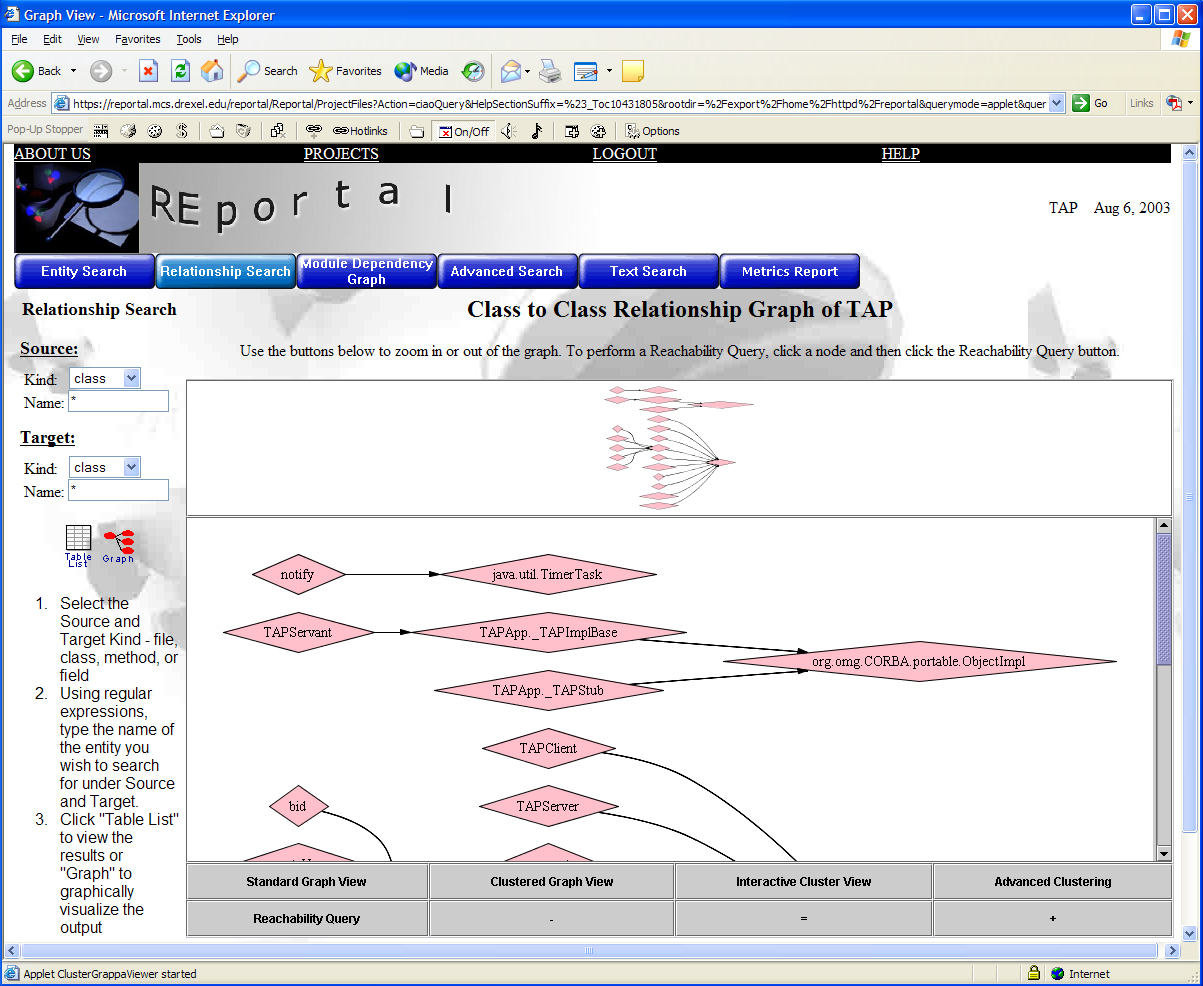 Graph View - Microsoft Internet Explorer
File Edit View Favorites Tools Help
Back Search Favorites Media
Address https://reportal.mcs.drexel.edu/reportal/Reportal/ProjectFiles?Action=ciaoQuery&HelpSectionSuffix=%23_Toc10431805&rootdir=%2Fexport%2Fhome%2Fhttpd%2Freportal&querymode=applet&quer Go Links
Pop-Up Stopper Hotlinks On/Off Options
ABOUT US PROJECTS LOGOUT HELP
REportal
TAP Aug 6, 2003
Entity Search Relationship Search Module Dependency Graph Advanced Search Text Search Metrics Report
Relationship Search
Class to Class Relationship Graph of TAP
Source:
Use the buttons below to zoom in or out of the graph. To perform a Reachability Query, click a node and then click the Reachability Query button.
Kind: class
Name: *
Target:
Kind: class
Name: *
Table List
Graph
1. Select the
Source and
Target Kind - file,
class, method, or
field
2. Using regular
expressions,
type the name of
the entity you
wish to search
for under Source
and Target.
3. Click "Table List"
to view the
results or
"Graph" to
graphically
visualize the
output
notify java.util.TimerTask
TAPServant TAPApp._TAPImplBase
org.omg.CORBA.portable.ObjectImpl
TAPApp._TAPStub
TAPClient
bid TAPServer
Standard Graph View Clustered Graph View Interactive Cluster View Advanced Clustering
Reachability Query - = +
Applet ClusterGrappaViewer started Internet